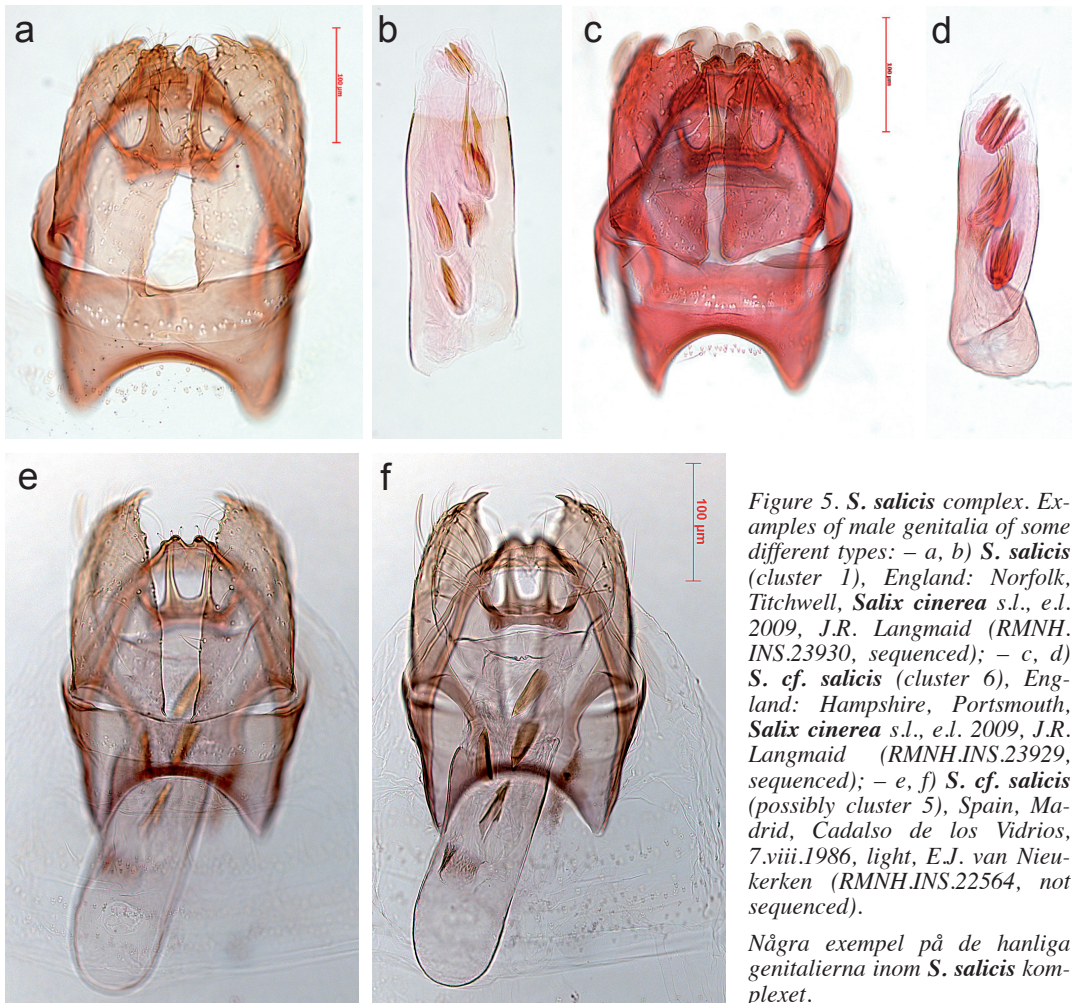 a
b
c
d
100 µm
100 µm
e
f
100 µm
Figure 5. S. salicis complex. Ex-
amples of male genitalia of some
different types: – a, b) S. salicis
(cluster 1), England: Norfolk,
Titchwell, Salix cinerea s.l., e.l.
2009, J.R. Langmaid (RMNH.
INS.23930, sequenced); – c, d)
S. cf. salicis (cluster 6), Eng-
land: Hampshire, Portsmouth,
Salix cinerea s.l., e.l. 2009, J.R.
Langmaid (RMNH.INS.23929,
sequenced); – e, f) S. cf. salicis
(possibly cluster 5), Spain, Ma-
drid, Cadalso de los Vidrios,
7.viii.1986, light, E.J. van Nieu-
kerken (RMNH.INS.22564, not
sequenced).
Några exempel på de hanliga
genitalierna inom S. salicis kom-
plexet.